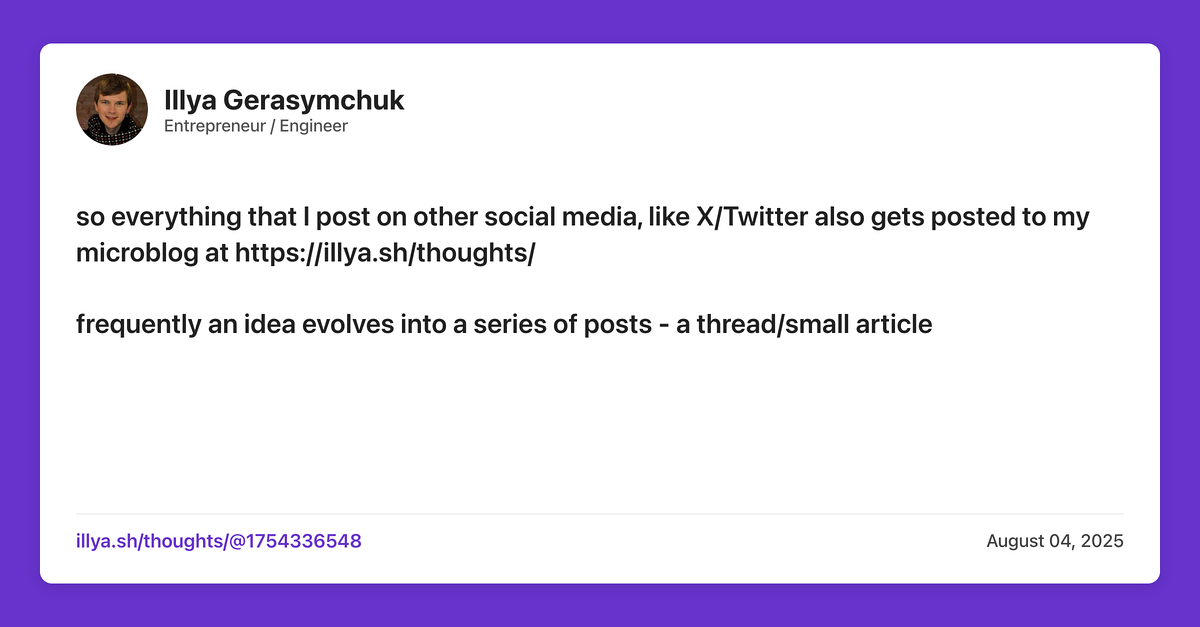 Illya Gerasymchuk
Entrepreneur / Engineer
so everything that I post on other social media, like X/Twitter also gets posted to my
microblog at https://illya.sh/thoughts/
frequently an idea evolves into a series of posts - a thread/small article
illya.sh/thoughts/@1754336548
August 04, 2025